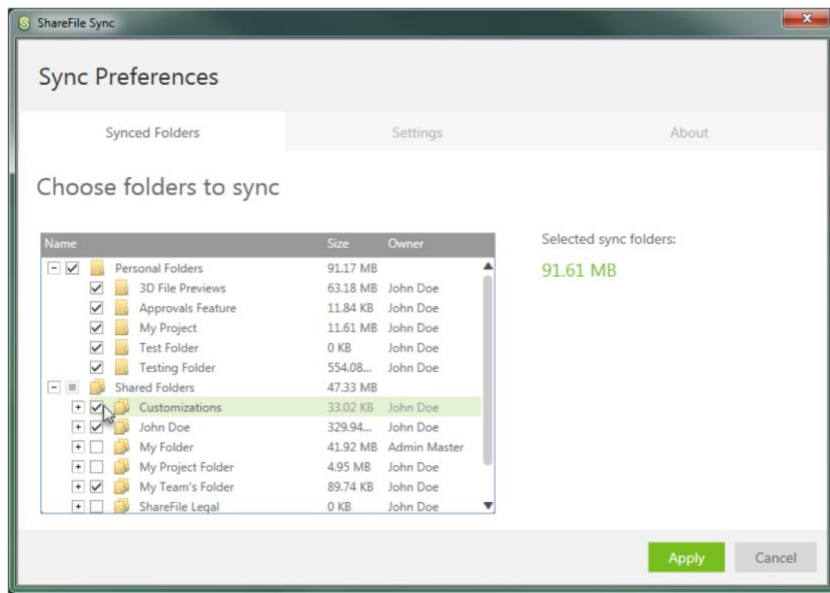 ShareFile Sync
Sync Preferences
Synced Folders Settings About
Choose folders to sync
Name Size Owner
Selected sync folders:
91.61 MB
Personal Folders 91.17 MB
3D File Previews 63.18 MB John Doe
Approvals Feature 11.84 KB John Doe
My Project 11.61 MB John Doe
Test Folder 0 KB John Doe
Testing Folder 554.08... John Doe
Shared Folders 47.33 MB
Customizations 33.02 KB John Doe
John Doe 329.94... John Doe
My Folder 41.92 MB Admin Master
My Project Folder 4.95 MB John Doe
My Team's Folder 89.74 KB John Doe
ShareFile Legal 0 KB John Doe
Apply Cancel